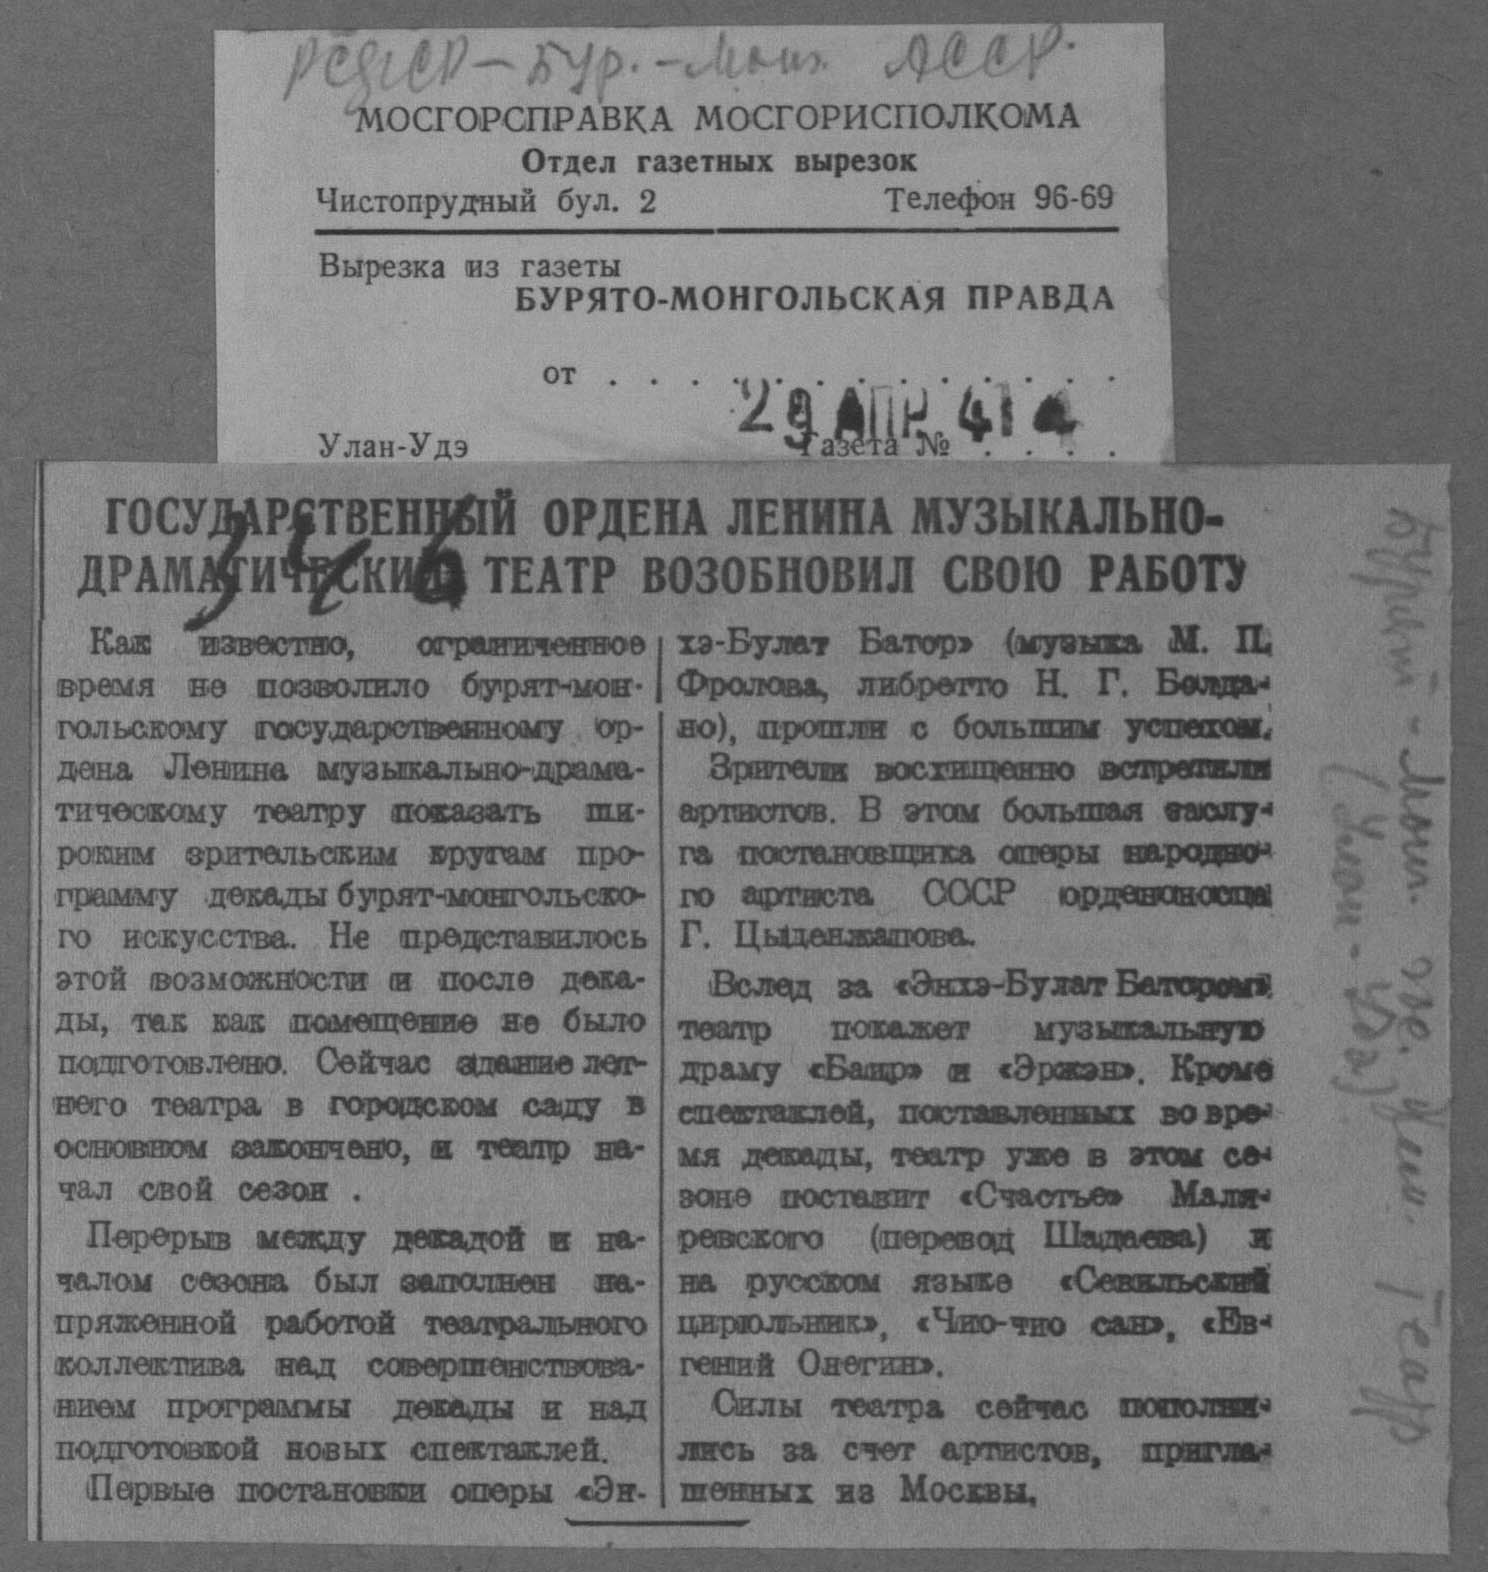 РСФСР – Бур. – Монг. АССР.
МОСГОРСПРАВКА МОСГОРИСПОЛКОМА
Отдел газетных вырезок
Чистопрудный бул. 2 Телефон 96-69
Вырезка из газеты
БУРЯТО-МОНГОЛЬСКАЯ ПРАВДА
от . . . . . . . . . . . . .
29 АПР 41
Улан-Удэ Газета № . . . .
ГОСУДАРСТВЕННЫЙ ОРДЕНА ЛЕНИНА МУЗЫКАЛЬНО-
ДРАМАТИЧЕСКИЙ ТЕАТР ВОЗОБНОВИЛ СВОЮ РАБОТУ
Как известно, ограниченное
время не позволило бурят-мон-
гольскому государственному ор-
дена Ленина музыкально-драма-
тическому театру показать ши-
роким зрительским кругам про-
грамму декады бурят-монгольско-
го искусства. Не представилось
этой возможности и после дека-
ды, так как помещение не было
подготовлено. Сейчас здание лет-
него театра в городском саду в
основном закончено, и театр на-
чал свой сезон .
Перерыв между декадой и на-
чалом сезона был заполнен на-
пряженной работой театрального
коллектива над совершенствова-
нием программы декады и над
подготовкой новых спектаклей.
Первые постановки оперы «Эн-
хэ-Булат Батор» (музыка М. П.
Фролова, либретто Н. Г. Балда-
но), прошли с большим успехом.
Зрители восхищенно встретили
артистов. В этом большая заслу-
га постановщика оперы народно-
го артиста СССР орденоносца
Г. Цыденжапова.
Вслед за «Энхэ-Булат Батором»
театр покажет музыкальную
драму «Баир» и «Эржэн». Кроме
спектаклей, поставленных во вре-
мя декады, театр уже в этом се-
зоне поставит «Счастье» Маля-
ревского (перевод Шадаева) и
на русском языке «Севильский
цирюльник», «Чио-чио сан», «Ев-
гений Онегин».
Силы театра сейчас пополни-
лись за счет артистов, пригла-
шенных из Москвы.
Бурят-Монг. Театр
(Улан-Удэ)